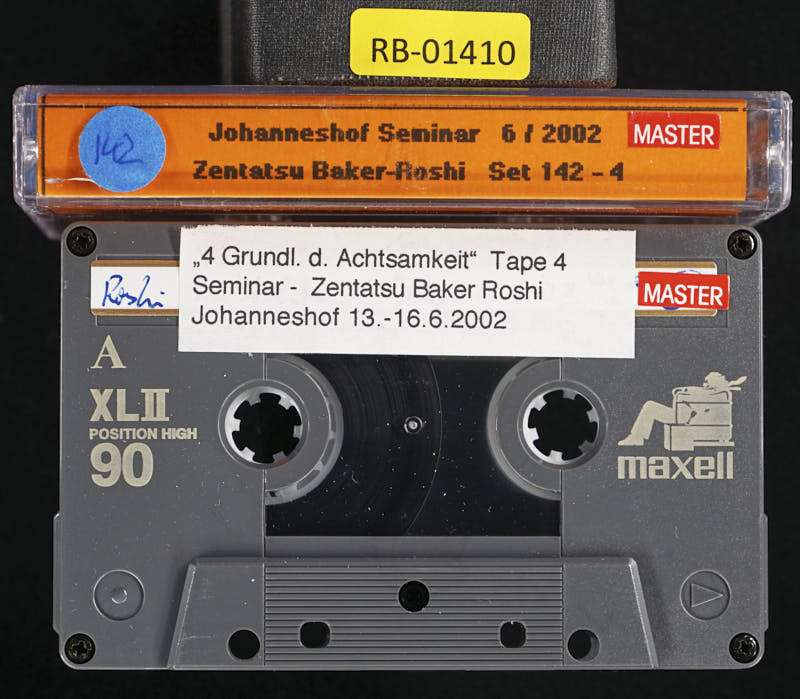 RB-01410
142
Johanneshof Seminar 6 / 2002 MASTER
Zentatsu Baker-Roshi Set 142 - 4
„4 Grundl. d. Achtsamkeit“ Tape 4
Seminar - Zentatsu Baker Roshi
Johanneshof 13.-16.6.2002
Roshi
MASTER
A
XLII
POSITION HIGH
90
maxell